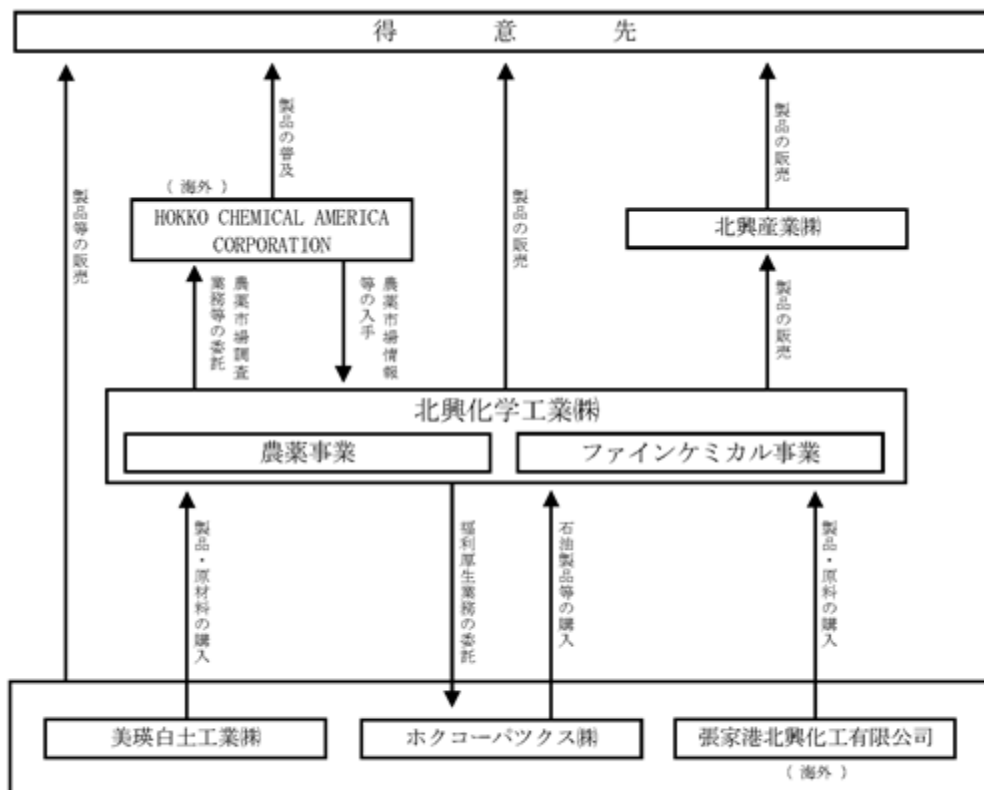 得意先
製品の普及
製品の販売
(海外)
製品等の販売
HOKKO CHEMICAL AMERICA
CORPORATION
製品の販売
北興産業㈱
農薬市場調査
業務等の委託
農薬市場情報
等の入手
製品の販売
北興化学工業㈱
農薬事業
ファインケミカル事業
製品・原材料の購入
福利厚生業務の委託
石油製品等の購入
製品・原料の購入
美瑛白土工業㈱
ホクコーパツクス㈱
張家港北興化工有限公司
(海外)